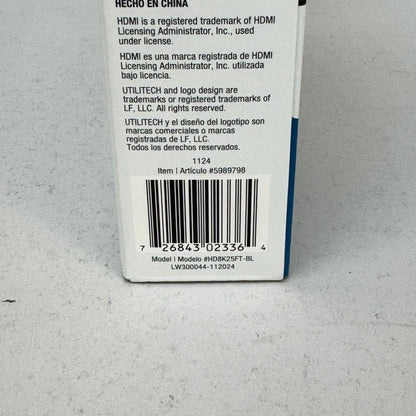 HECHO EN CHINA
HDMI is a registered trademark of HDMI
Licensing Administrator, Inc., used
under license.
HDMI es una marca registrada de HDMI
Licensing Administrator, Inc. utilizada
bajo licencia.
UTILITECH and logo design are
trademarks or registered trademarks of
LF, LLC. All rights reserved.
UTILITECH y el diseño del logotipo son
marcas comerciales o marcas
registradas de LF, LLC.
Todos los derechos reservados.
1124
Item | Artículo #5989798
7 26843 02336 4
Model | Modelo #HD8K25FT-BL
LW300044-112024